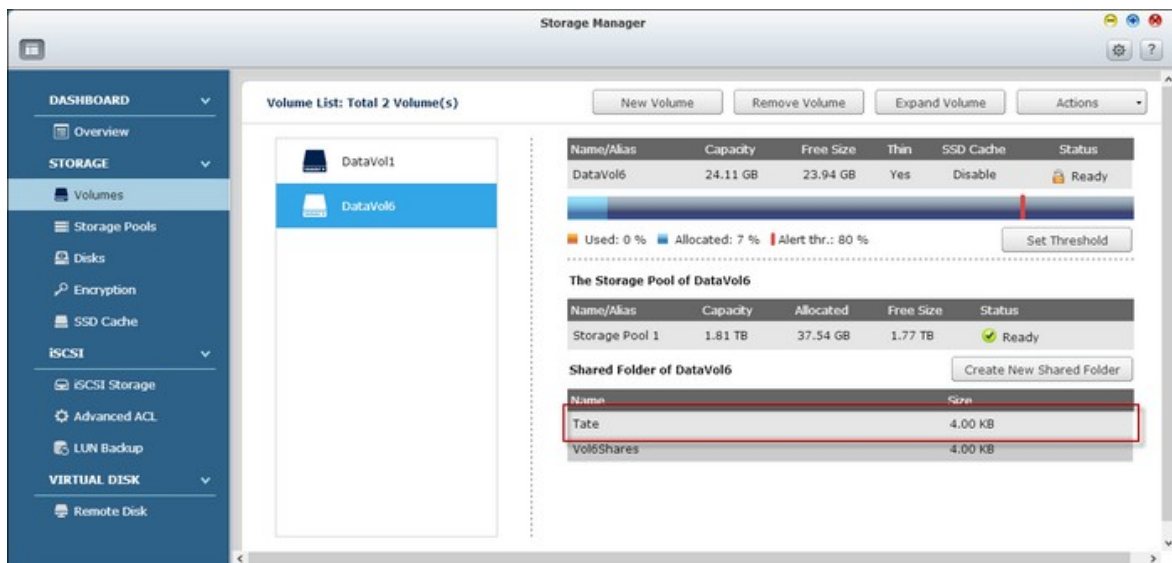 Storage Manager
?
DASHBOARD
Overview
STORAGE
Volumes
Storage Pools
Disks
Encryption
SSD Cache
iSCSI
iSCSI Storage
Advanced ACL
LUN Backup
VIRTUAL DISK
Remote Disk
Volume List: Total 2 Volume(s)
New Volume Remove Volume Expand Volume Actions
DataVol1
DataVol6
Name/Alias Capacity Free Size Thin SSD Cache Status
DataVol6 24.11 GB 23.94 GB Yes Disable Ready
Used: 0 % Allocated: 7 % Alert thr.: 80 % Set Threshold
The Storage Pool of DataVol6
Name/Alias Capacity Allocated Free Size Status
Storage Pool 1 1.81 TB 37.54 GB 1.77 TB Ready
Shared Folder of DataVol6 Create New Shared Folder
Name Size
Tate 4.00 KB
Vol6Shares 4.00 KB